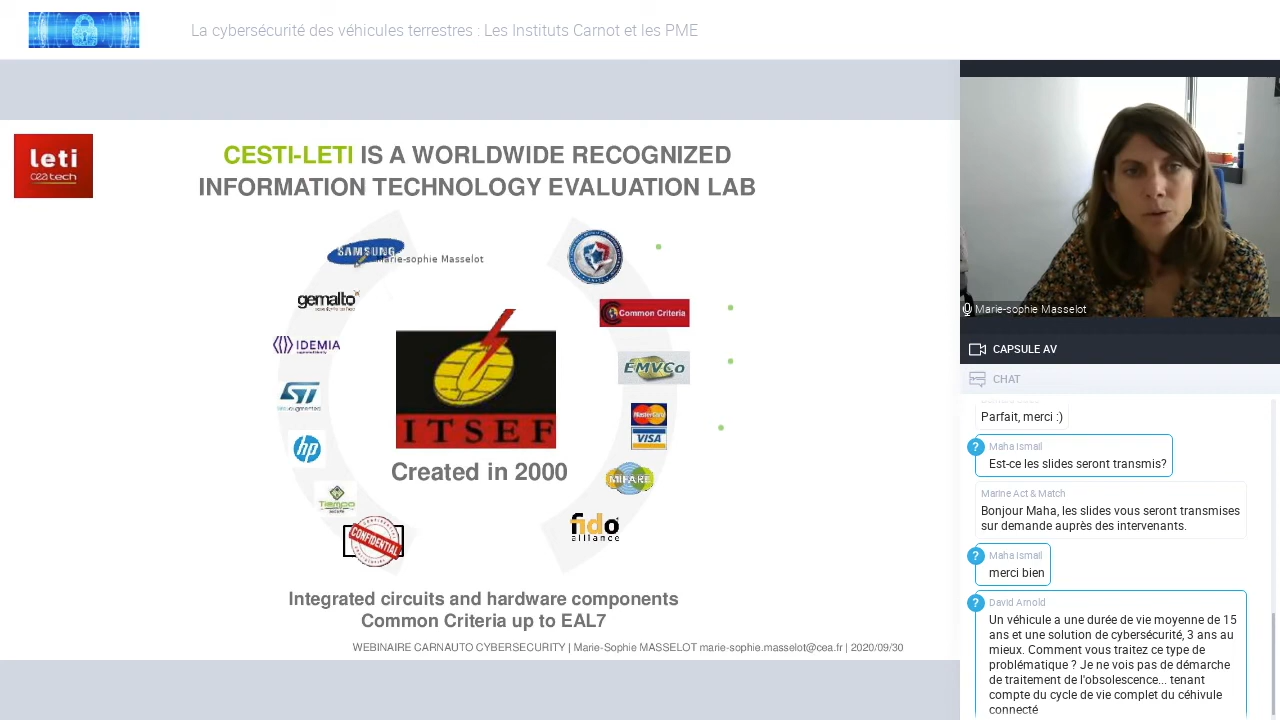 La cybersécurité des véhicules terrestres : Les Instituts Carnot et les PME
leti
cea tech
CESTI-LETI IS A WORLDWIDE RECOGNIZED
INFORMATION TECHNOLOGY EVALUATION LAB
SAMSUNG
Marie-sophie Masselot
gemalto
IDEMIA
ST
hp
Tiempo
CONFIDENTIAL
ITSEF
Created in 2000
Common Criteria
EMVCo
MasterCard
VISA
MIFARE
fido
alliance
Integrated circuits and hardware components
Common Criteria up to EAL7
WEBINAIRE CARNAUTO CYBERSECURITY | Marie-Sophie MASSELOT marie-sophie.masselot@cea.fr | 2020/09/30
Marie-sophie Masselot
CAPSULE AV
CHAT
Parfait, merci :)
? Maha Ismail
Est-ce les slides seront transmis?
Marine Act & Match
Bonjour Maha, les slides vous seront transmises
sur demande auprès des intervenants.
? Maha Ismail
merci bien
? David Arnold
Un véhicule a une durée de vie moyenne de 15
ans et une solution de cybersécurité, 3 ans au
mieux. Comment vous traitez ce type de
problématique ? Je ne vois pas de démarche
de traitement de l'obsolescence... tenant
compte du cycle de vie complet du céhivule
connecté